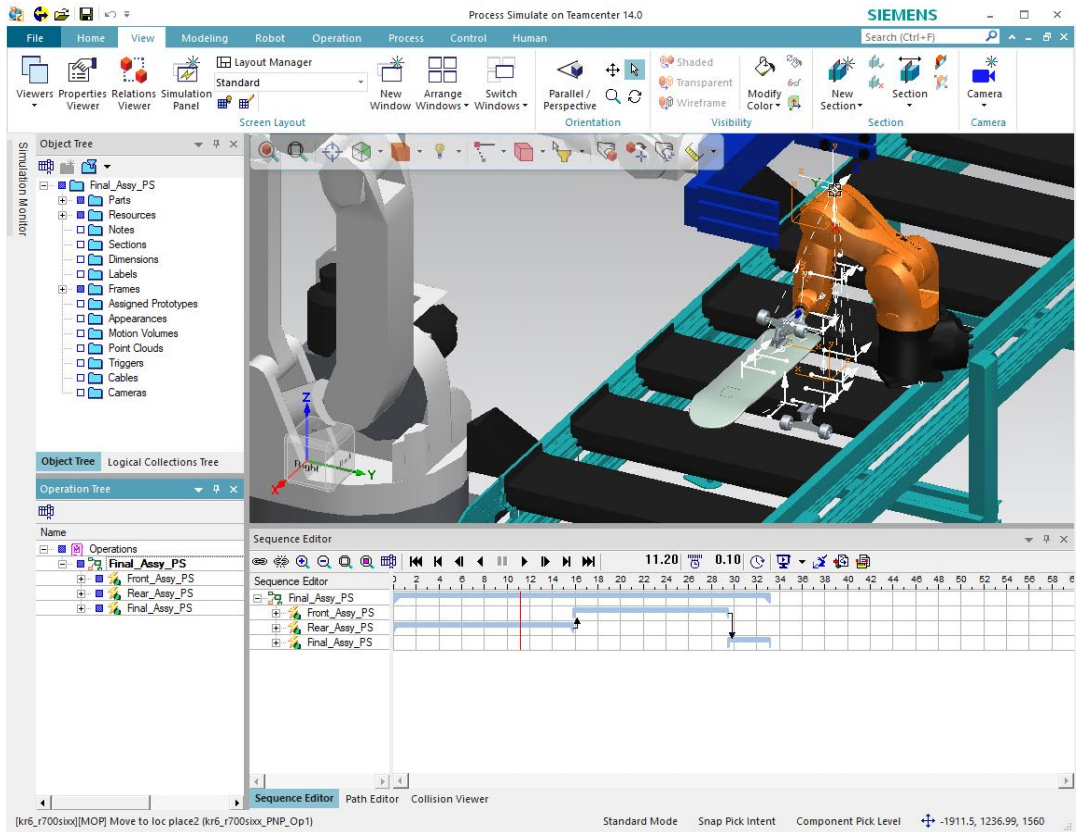 Process Simulate on Teamcenter 14.0
SIEMENS
File Home View Modeling Robot Operation Process Control Human
Search (Ctrl+F)
Viewers
Properties Viewer
Relations Viewer
Simulation Panel
Layout Manager
Standard
Screen Layout
New Window
Arrange Windows
Switch Windows
Parallel / Perspective
Orientation
Shaded
Transparent
Wireframe
Modify Color
Visibility
New Section
Section
Section
Camera
Camera
Simulation Monitor
Object Tree
Final_Assy_PS
Parts
Resources
Notes
Sections
Dimensions
Labels
Frames
Assigned Prototypes
Appearances
Motion Volumes
Point Clouds
Triggers
Cables
Cameras
Object Tree Logical Collections Tree
Z
Right
Y
X
Operation Tree
Name
Operations
Final_Assy_PS
Front_Assy_PS
Rear_Assy_PS
Final_Assy_PS
Sequence Editor
11.20 0.10
Sequence Editor 2 4 6 8 10 12 14 16 18 20 22 24 26 28 30 32 34 36 38 40 42 44 46 48 50 52 54 56 58
Final_Assy_PS
Front_Assy_PS
Rear_Assy_PS
Final_Assy_PS
Sequence Editor Path Editor Collision Viewer
[kr6_r700sixx][MOP] Move to loc place2 (kr6_r700sixx_PNP_Op1) Standard Mode Snap Pick Intent Component Pick Level -1911.5, 1236.99, 1560